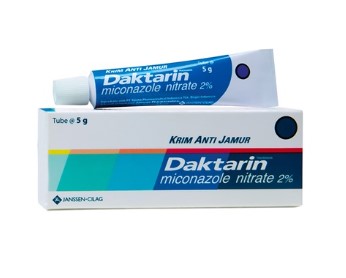 Daktarin
miconazole nitrate 2%
5 g
Tube @ 5 g
KRIM ANTI JAMUR
Daktarin
miconazole nitrate 2%
JANSSEN-CILAG